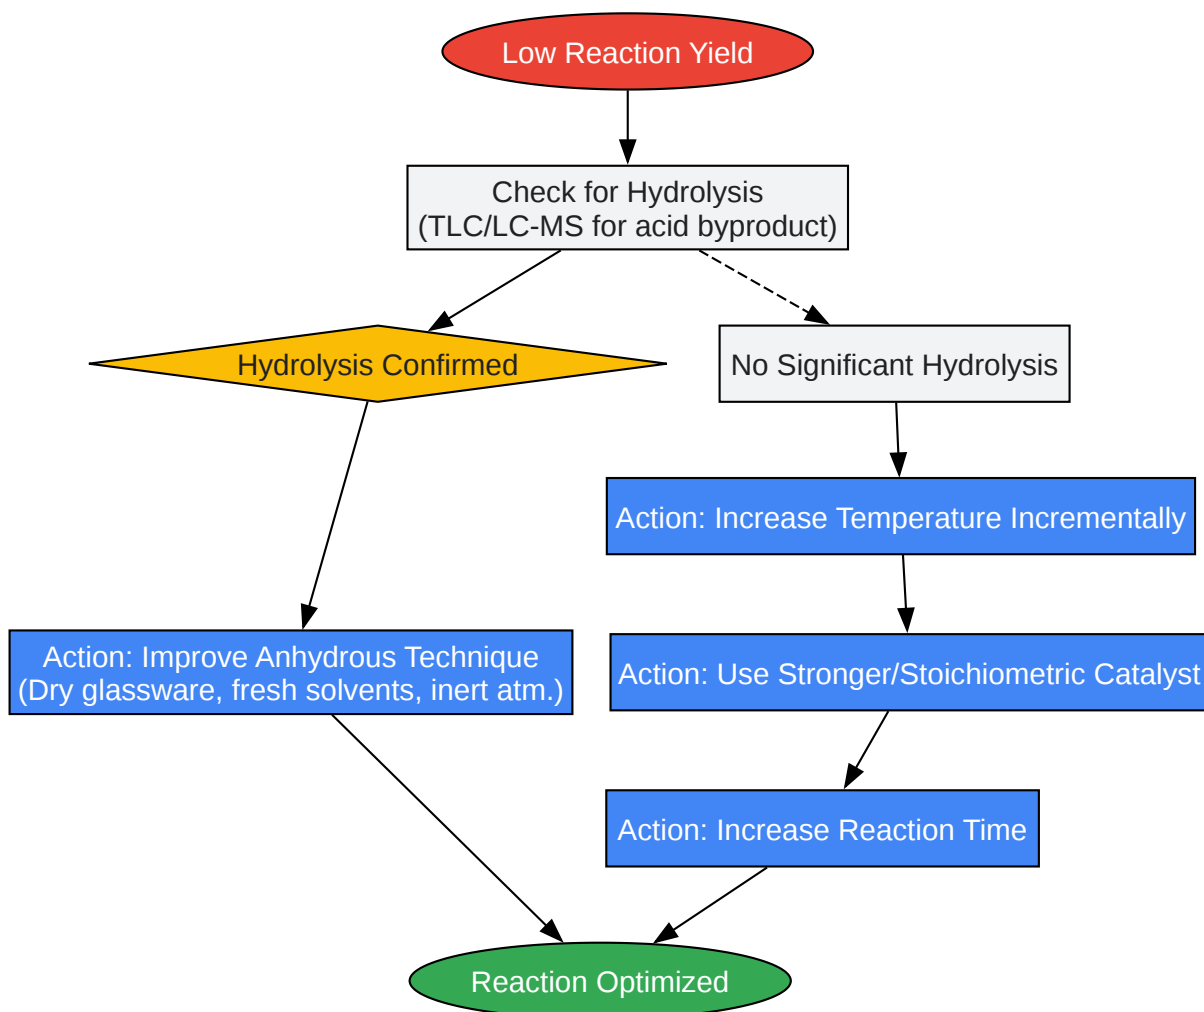 Low Reaction Yield
Check for Hydrolysis
(TLC/LC-MS for acid byproduct)
Hydrolysis Confirmed
No Significant Hydrolysis
Action: Increase Temperature Incrementally
Action: Improve Anhydrous Technique
(Dry glassware, fresh solvents, inert atm.)
Action: Use Stronger/Stoichiometric Catalyst
Action: Increase Reaction Time
Reaction Optimized